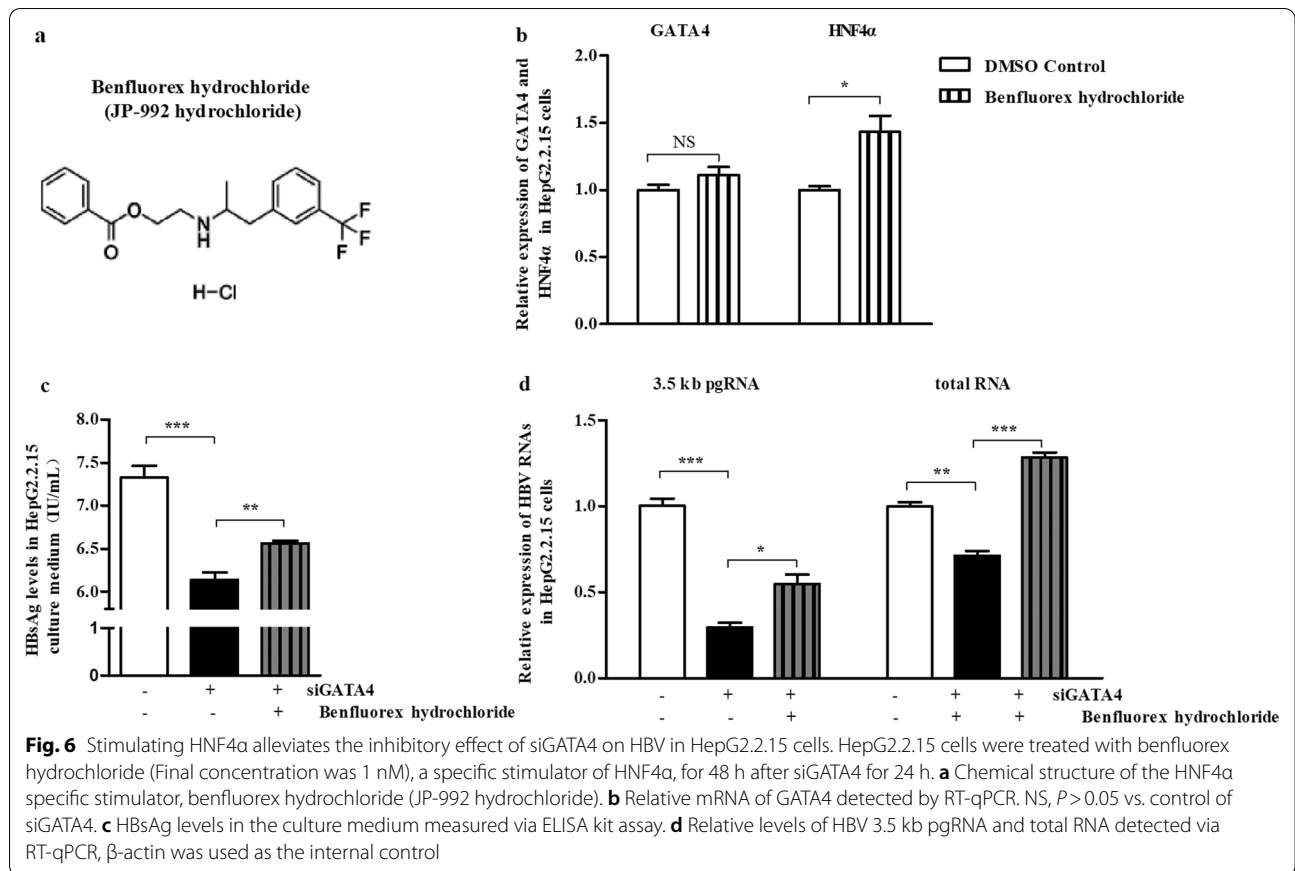 a
Benfluorex hydrochloride
(JP-992 hydrochloride)
O
O
N
H
F
F
F
H-Cl
b
GATA4 HNF4α
Relative expression of GATA4 and
HNF4α in HepG2.2.15 cells
2.0
1.5
1.0
0.5
0.0
NS
*
DMSO Control
Benfluorex hydrochloride
c
HBsAg levels in HepG2.2.15
culture medium (IU/mL)
8.0
7.5
7.0
6.5
6.0
1
0
***
**
- + + siGATA4
- - + Benfluorex hydrochloride
d
3.5 kb pgRNA total RNA
Relative expression of HBV RNAs
in HepG2.2.15 cells
1.5
1.0
0.5
0.0
***
*
**
***
- + + - + + siGATA4
- - + - + + Benfluorex hydrochloride
Fig. 6 Stimulating HNF4α alleviates the inhibitory effect of siGATA4 on HBV in HepG2.2.15 cells. HepG2.2.15 cells were treated with benfluorex
hydrochloride (Final concentration was 1 nM), a specific stimulator of HNF4α, for 48 h after siGATA4 for 24 h. a Chemical structure of the HNF4α
specific stimulator, benfluorex hydrochloride (JP-992 hydrochloride). b Relative mRNA of GATA4 detected by RT-qPCR. NS, P > 0.05 vs. control of
siGATA4. c HBsAg levels in the culture medium measured via ELISA kit assay. d Relative levels of HBV 3.5 kb pgRNA and total RNA detected via
RT-qPCR, β-actin was used as the internal control